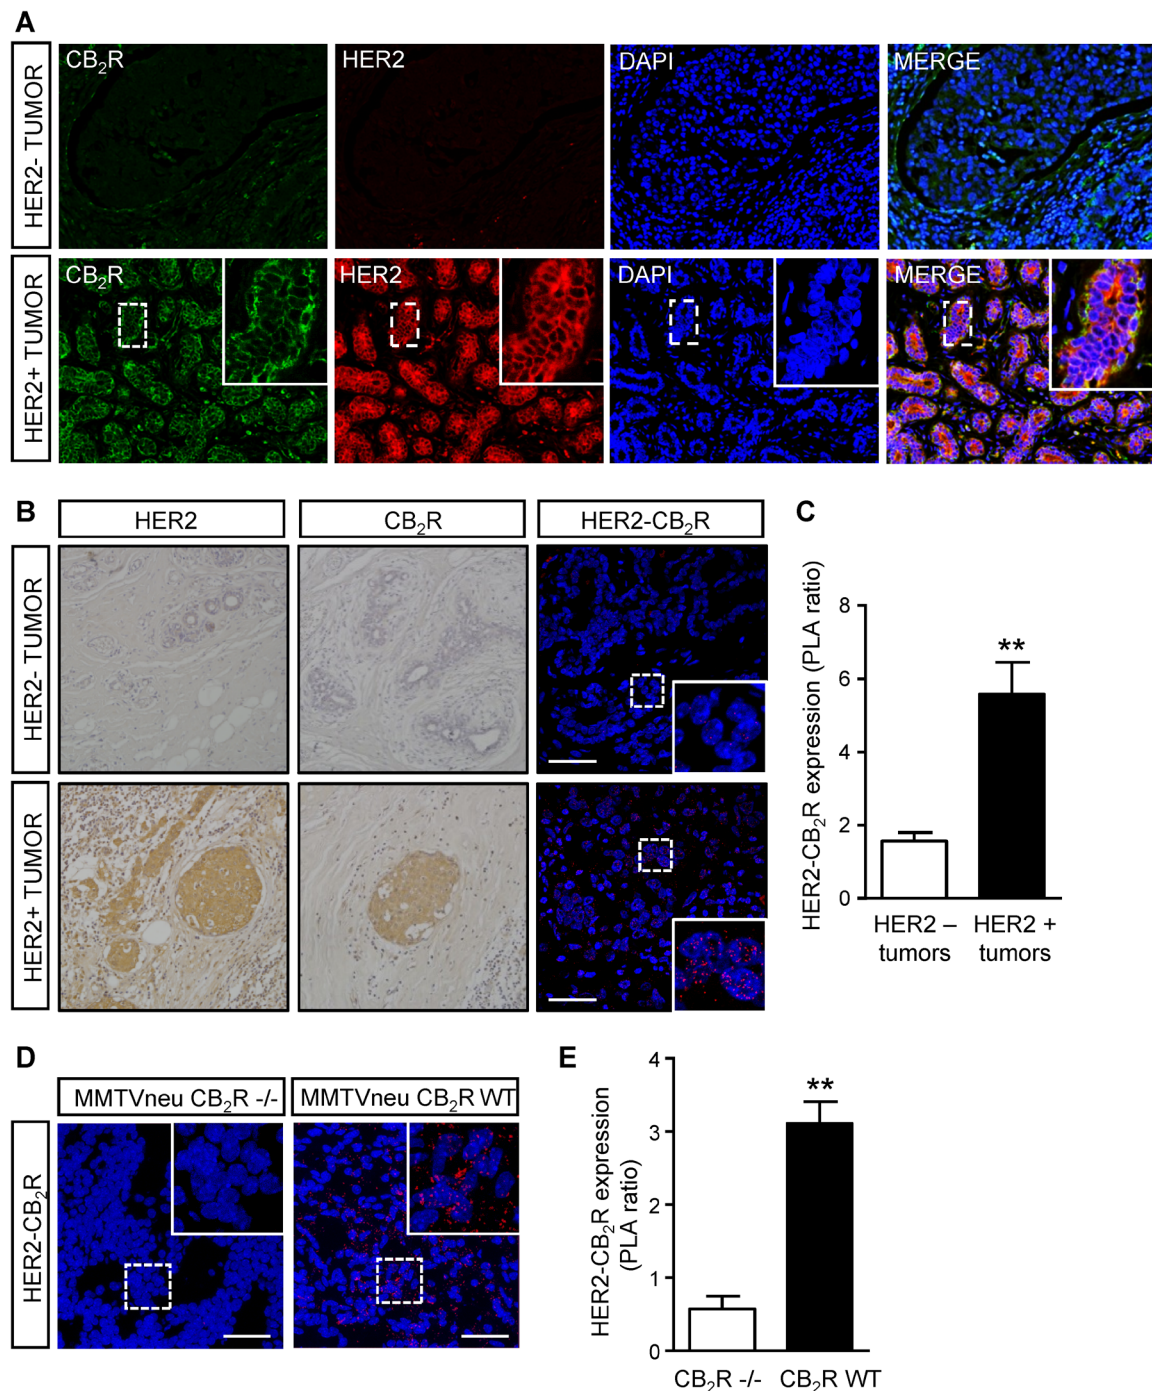 A
HER2- TUMOR
CB₂R
HER2
DAPI
MERGE
HER2+ TUMOR
CB₂R
HER2
DAPI
MERGE
B
HER2
CB₂R
HER2-CB₂R
HER2- TUMOR
HER2+ TUMOR
C
HER2-CB₂R expression (PLA ratio)
8
6
4
2
0
**
HER2 –
tumors
HER2 +
tumors
D
MMTVneu CB₂R -/-
MMTVneu CB₂R WT
HER2-CB₂R
E
HER2-CB₂R expression
(PLA ratio)
4
3
2
1
0
**
CB₂R -/-
CB₂R WT